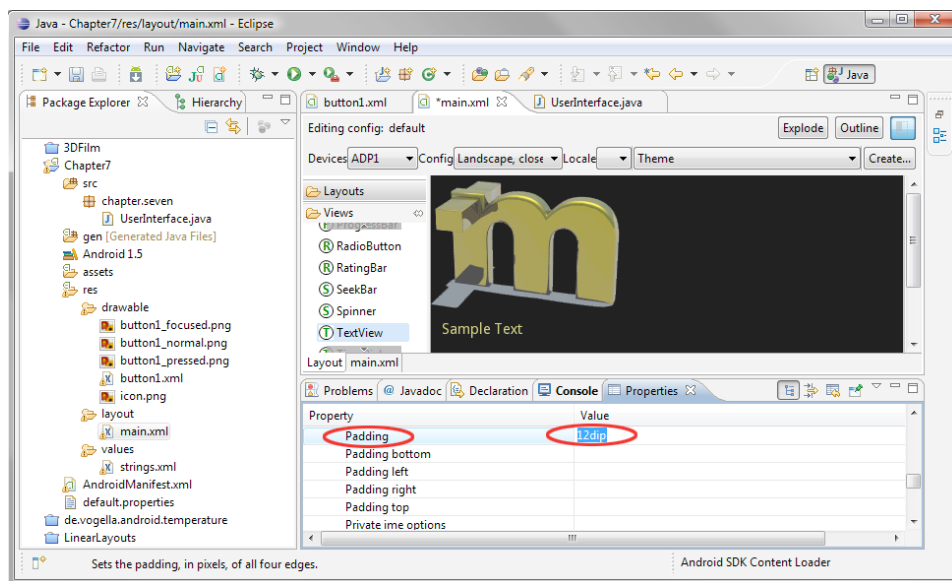 Java - Chapter7/res/layout/main.xml - Eclipse
File Edit Refactor Run Navigate Search Project Window Help
Java
Package Explorer
Hierarchy
3DFilm
Chapter7
src
chapter.seven
UserInterface.java
gen [Generated Java Files]
Android 1.5
assets
res
drawable
button1_focused.png
button1_normal.png
button1_pressed.png
button1.xml
icon.png
layout
main.xml
values
strings.xml
AndroidManifest.xml
default.properties
de.vogella.android.temperature
LinearLayouts
button1.xml *main.xml UserInterface.java
Editing config: default
Explode Outline
Devices ADP1 Config Landscape, close Locale Theme Create...
Layouts
Views
ProgressBar
RadioButton
RatingBar
SeekBar
Spinner
TextView
m
Sample Text
Layout main.xml
Problems @ Javadoc Declaration Console Properties
Property Value
Padding 12dip
Padding bottom
Padding left
Padding right
Padding top
Private ime options
Sets the padding, in pixels, of all four edges.
Android SDK Content Loader